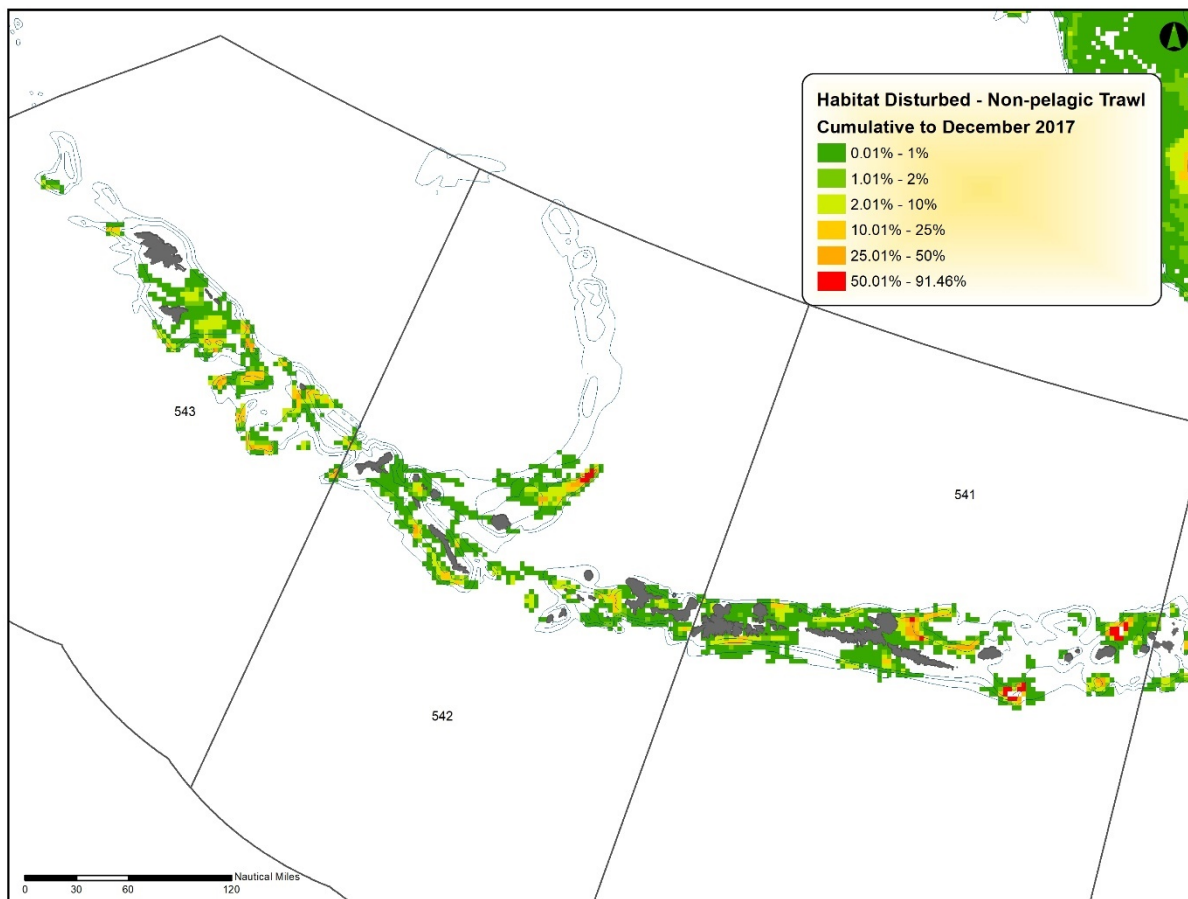 Habitat Disturbed - Non-pelagic Trawl
Cumulative to December 2017
0.01% - 1%
1.01% - 2%
2.01% - 10%
10.01% - 25%
25.01% - 50%
50.01% - 91.46%
543
541
542
Nautical Miles
0 30 60 120